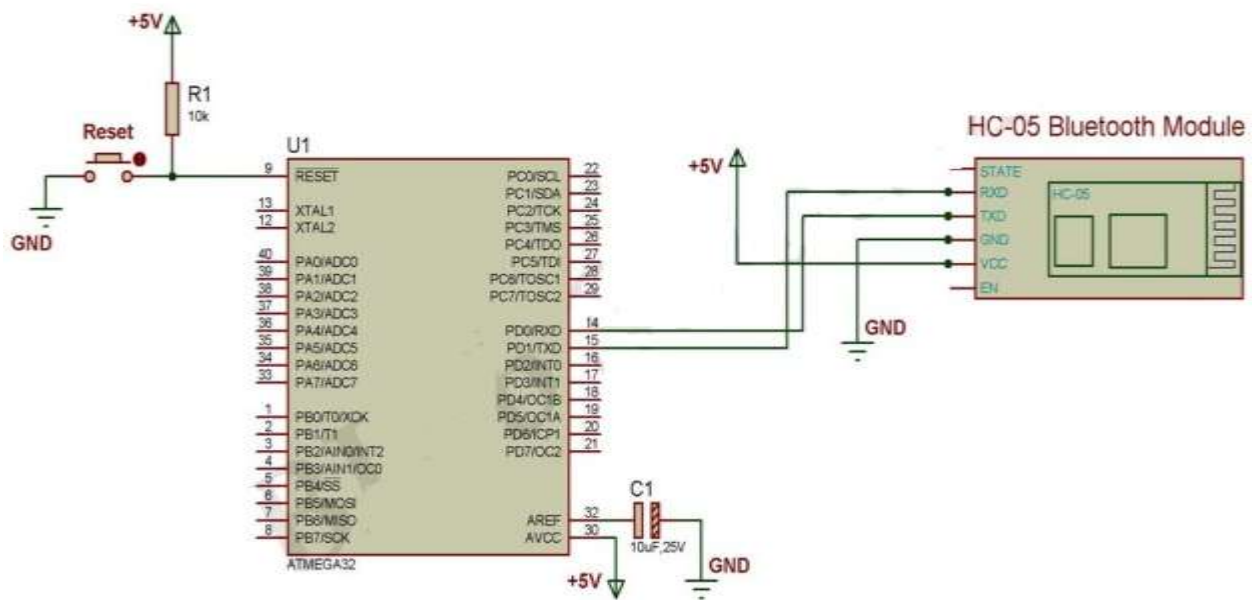 +5V
R1
10k
Reset
GND
U1
9 RESET
13 XTAL1
12 XTAL2
40 PA0/ADC0
39 PA1/ADC1
38 PA2/ADC2
37 PA3/ADC3
36 PA4/ADC4
35 PA5/ADC5
34 PA6/ADC6
33 PA7/ADC7
1 PB0/T0/XCK
2 PB1/T1
3 PB2/AIN0/INT2
4 PB3/AIN1/OC0
5 PB4/SS
6 PB5/MOSI
7 PB6/MISO
8 PB7/SCK
PC0/SCL 22
PC1/SDA 23
PC2/TCK 24
PC3/TMS 25
PC4/TDO 26
PC5/TDI 27
PC6/TOSC1 28
PC7/TOSC2 29
PD0/RXD 14
PD1/TXD 15
PD2/INT0 16
PD3/INT1 17
PD4/OC1B 18
PD5/OC1A 19
PD6/ICP1 20
PD7/OC2 21
AREF 32
AVCC 30
ATMEGA32
C1
10uF,25V
GND
+5V
HC-05 Bluetooth Module
+5V
STATE
RXD
TXD
GND
VCC
EN
HC-05
GND